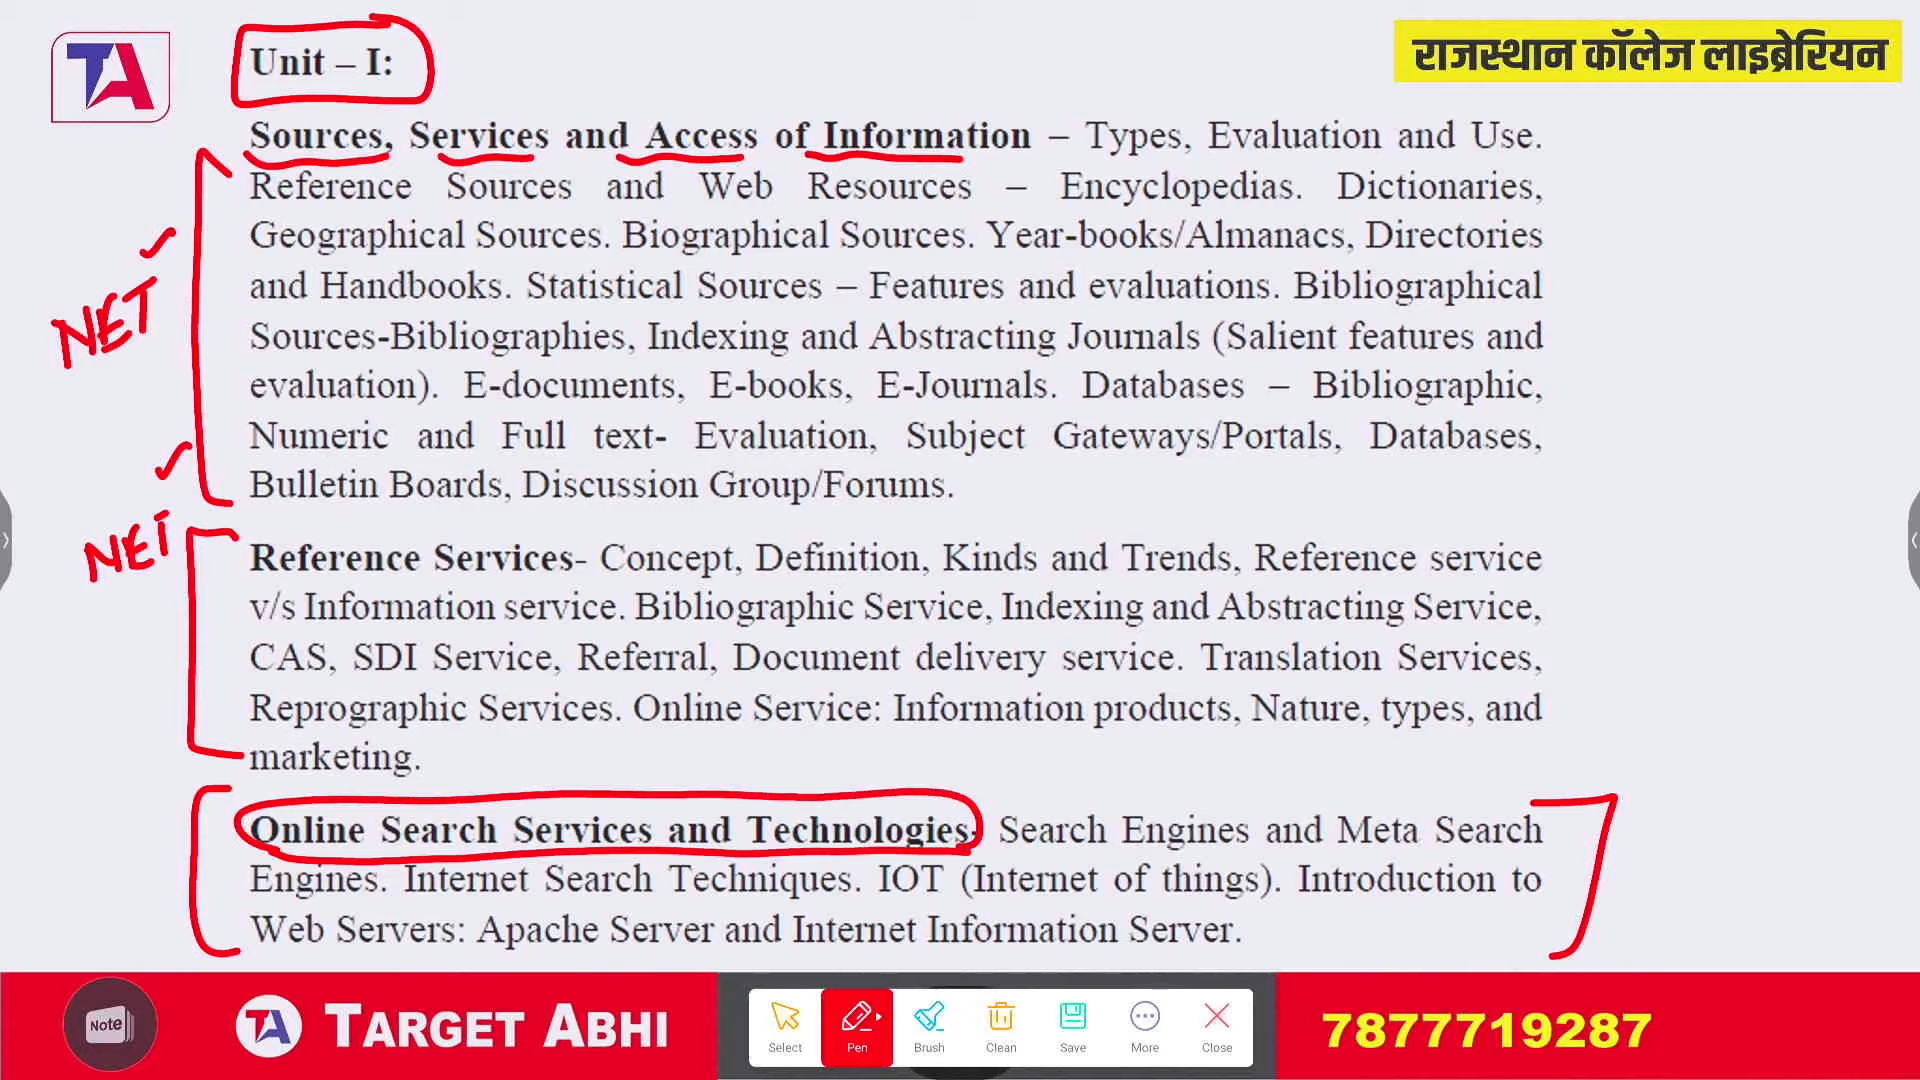 TA
Unit – I:
राजस्थान कॉलेज लाइब्रेरियन
Sources, Services and Access of Information – Types, Evaluation and Use.
Reference Sources and Web Resources – Encyclopedias. Dictionaries,
Geographical Sources. Biographical Sources. Year-books/Almanacs, Directories
and Handbooks. Statistical Sources – Features and evaluations. Bibliographical
Sources-Bibliographies, Indexing and Abstracting Journals (Salient features and
evaluation). E-documents, E-books, E-Journals. Databases – Bibliographic,
Numeric and Full text- Evaluation, Subject Gateways/Portals, Databases,
Bulletin Boards, Discussion Group/Forums.
NET
NET
Reference Services- Concept, Definition, Kinds and Trends, Reference service
v/s Information service. Bibliographic Service, Indexing and Abstracting Service,
CAS, SDI Service, Referral, Document delivery service. Translation Services,
Reprographic Services. Online Service: Information products, Nature, types, and
marketing.
Online Search Services and Technologies- Search Engines and Meta Search
Engines. Internet Search Techniques. IOT (Internet of things). Introduction to
Web Servers: Apache Server and Internet Information Server.
Note
TA TARGET ABHI
Select Pen Brush Clean Save More Close
7877719287